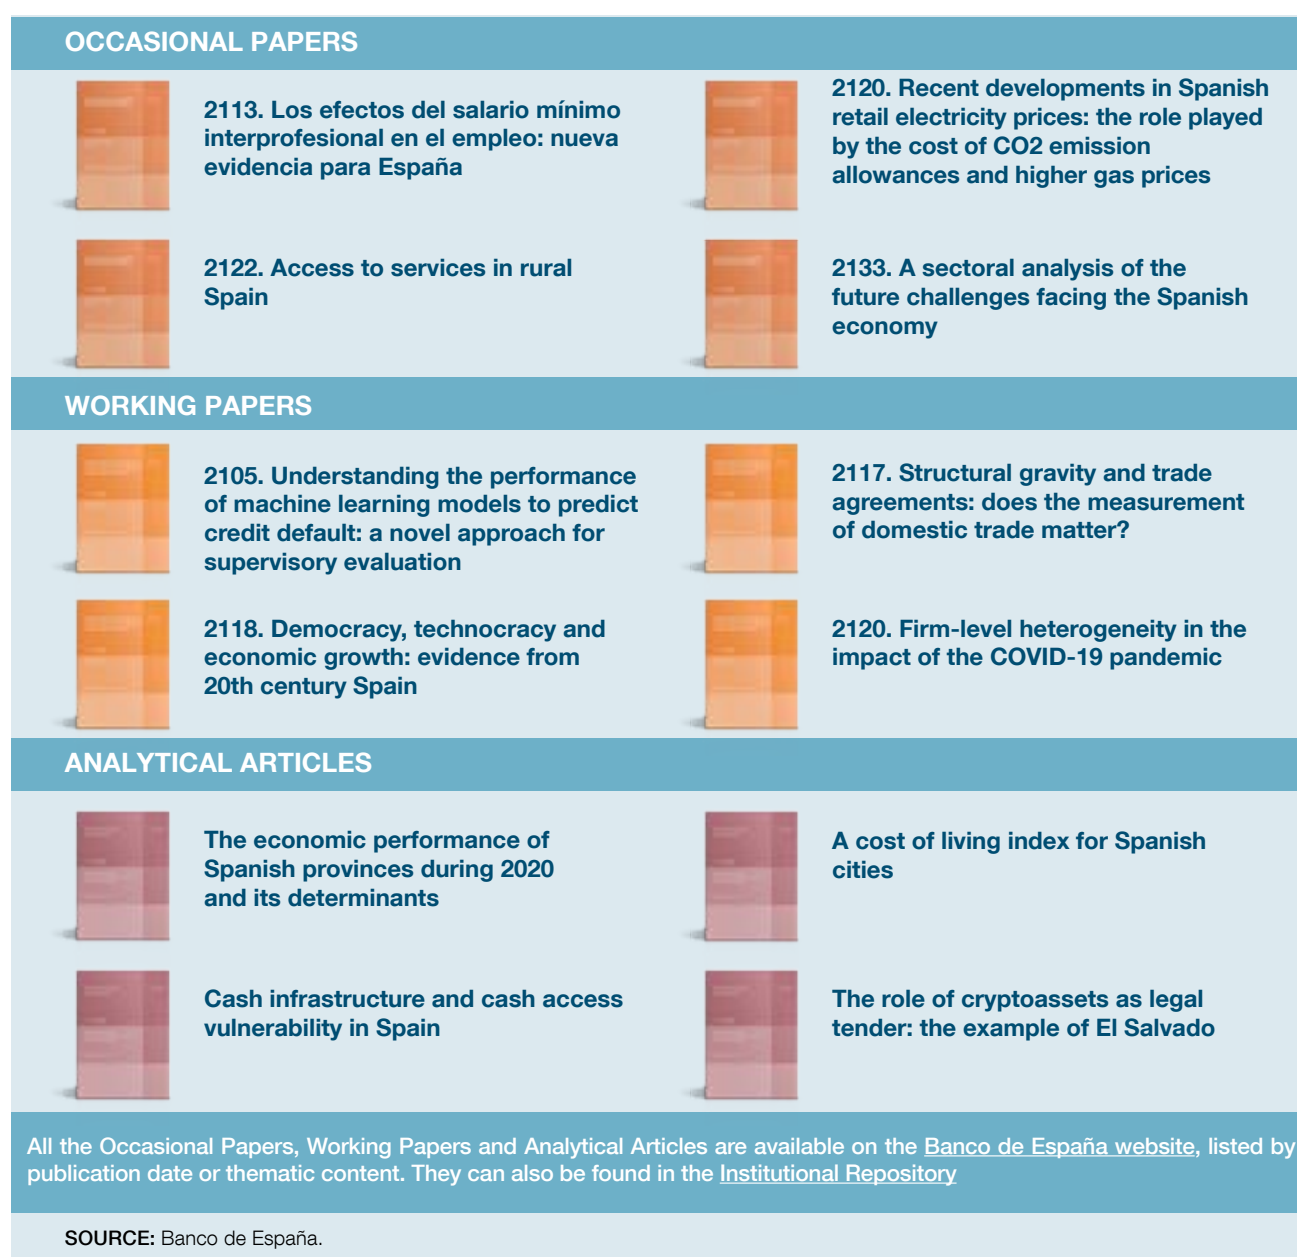 OCCASIONAL PAPERS
2113. Los efectos del salario mínimo
interprofesional en el empleo: nueva
evidencia para España
2120. Recent developments in Spanish
retail electricity prices: the role played
by the cost of CO2 emission
allowances and higher gas prices
2122. Access to services in rural
Spain
2133. A sectoral analysis of the
future challenges facing the Spanish
economy
WORKING PAPERS
2105. Understanding the performance
of machine learning models to predict
credit default: a novel approach for
supervisory evaluation
2117. Structural gravity and trade
agreements: does the measurement
of domestic trade matter?
2118. Democracy, technocracy and
economic growth: evidence from
20th century Spain
2120. Firm-level heterogeneity in the
impact of the COVID-19 pandemic
ANALYTICAL ARTICLES
The economic performance of
Spanish provinces during 2020
and its determinants
A cost of living index for Spanish
cities
Cash infrastructure and cash access
vulnerability in Spain
The role of cryptoassets as legal
tender: the example of El Salvado
All the Occasional Papers, Working Papers and Analytical Articles are available on the Banco de España website, listed by
publication date or thematic content. They can also be found in the Institutional Repository
SOURCE: Banco de España.